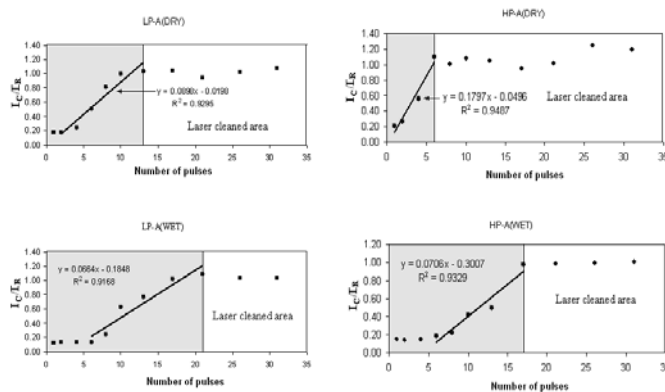 LP-A(DRY)
1.40
1.20
1.00
0.80
0.60
0.40
0.20
0.00
I_C/I_R
y = 0.0898x - 0.0198
R² = 0.9295
Laser cleaned area
0 5 10 15 20 25 30 35
Number of pulses
HP-A(DRY)
1.40
1.20
1.00
0.80
0.60
0.40
0.20
0.00
I_C/I_R
y = 0.1797x - 0.0496
R² = 0.9487
Laser cleaned area
0 5 10 15 20 25 30 35
Number of pulses
LP-A(WET)
1.40
1.20
1.00
0.80
0.60
0.40
0.20
0.00
I_C/I_R
y = 0.0684x - 0.1848
R² = 0.9168
Laser cleaned area
0 5 10 15 20 25 30 35
Number of pulses
HP-A(WET)
1.20
1.00
0.80
0.60
0.40
0.20
0.00
I_C/I_R
y = 0.0706x - 0.3007
R² = 0.9329
Laser cleaned area
0 5 10 15 20 25 30 35
Number of pulses